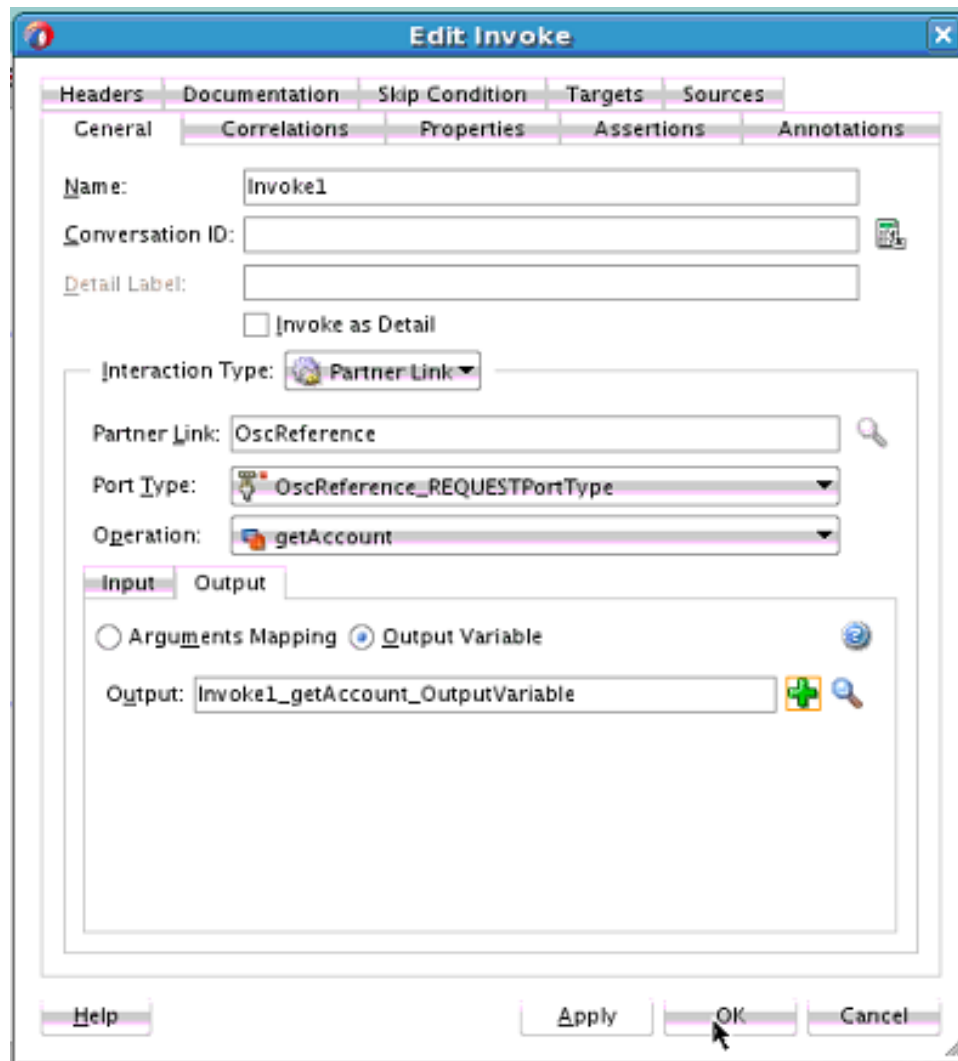 Edit Invoke
Headers Documentation Skip Condition Targets Sources
General Correlations Properties Assertions Annotations
Name: Invoke1
Conversation ID:
Detail Label:
Invoke as Detail
Interaction Type: Partner Link
Partner Link: OscReference
Port Type: OscReference_REQUESTPortType
Operation: getAccount
Input Output
Arguments Mapping Output Variable
Output: Invoke1_getAccount_OutputVariable
Help Apply OK Cancel